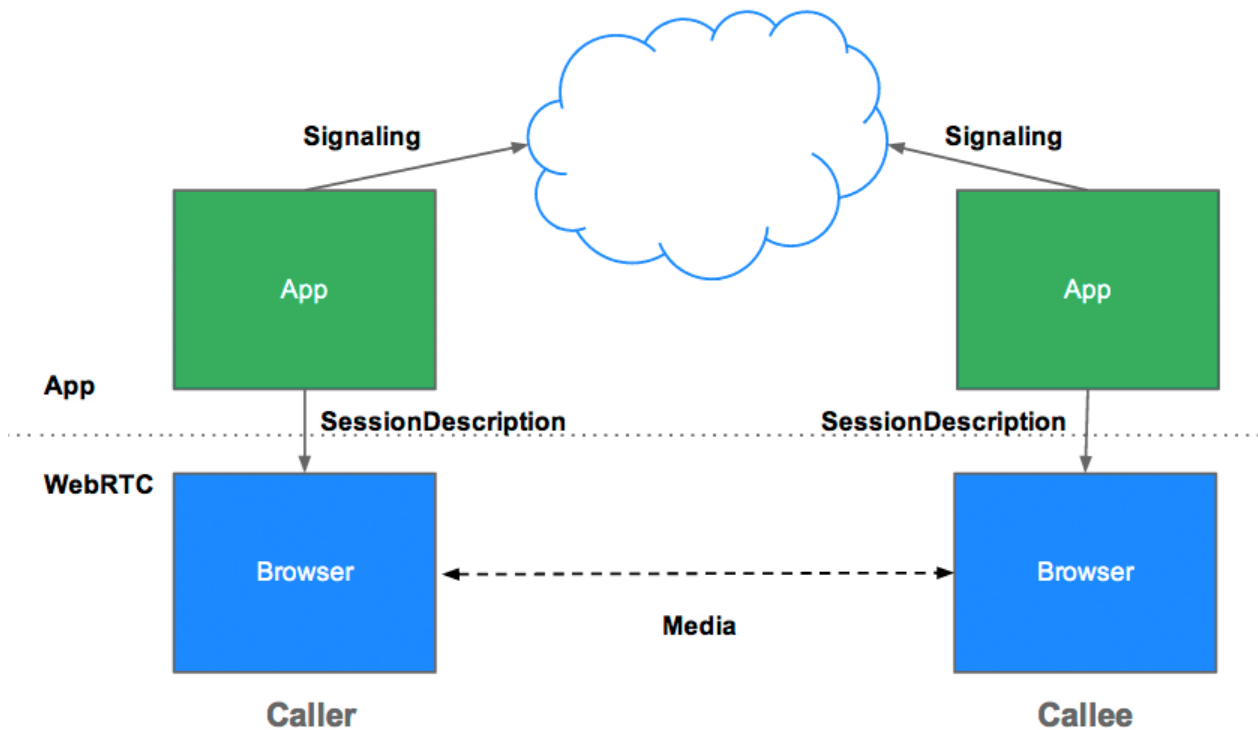 Signaling
Signaling
App
App
App
SessionDescription
SessionDescription
WebRTC
Browser
Browser
Media
Caller
Callee